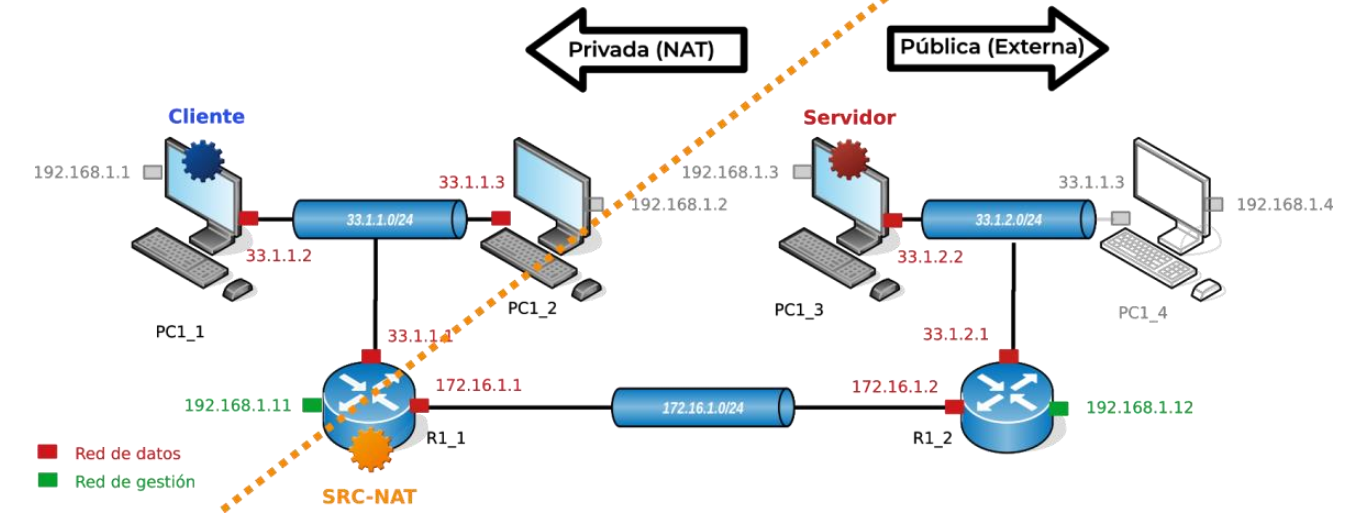 Privada (NAT)
Pública (Externa)
Cliente
Servidor
192.168.1.1
33.1.1.3
192.168.1.3
33.1.1.3
192.168.1.2
192.168.1.4
33.1.1.0/24
33.1.2.0/24
33.1.1.2
33.1.2.2
PC1_1
PC1_2
PC1_3
PC1_4
33.1.1.1
33.1.2.1
172.16.1.1
172.16.1.2
192.168.1.11
172.16.1.0/24
192.168.1.12
R1_1
R1_2
Red de datos
Red de gestión
SRC-NAT